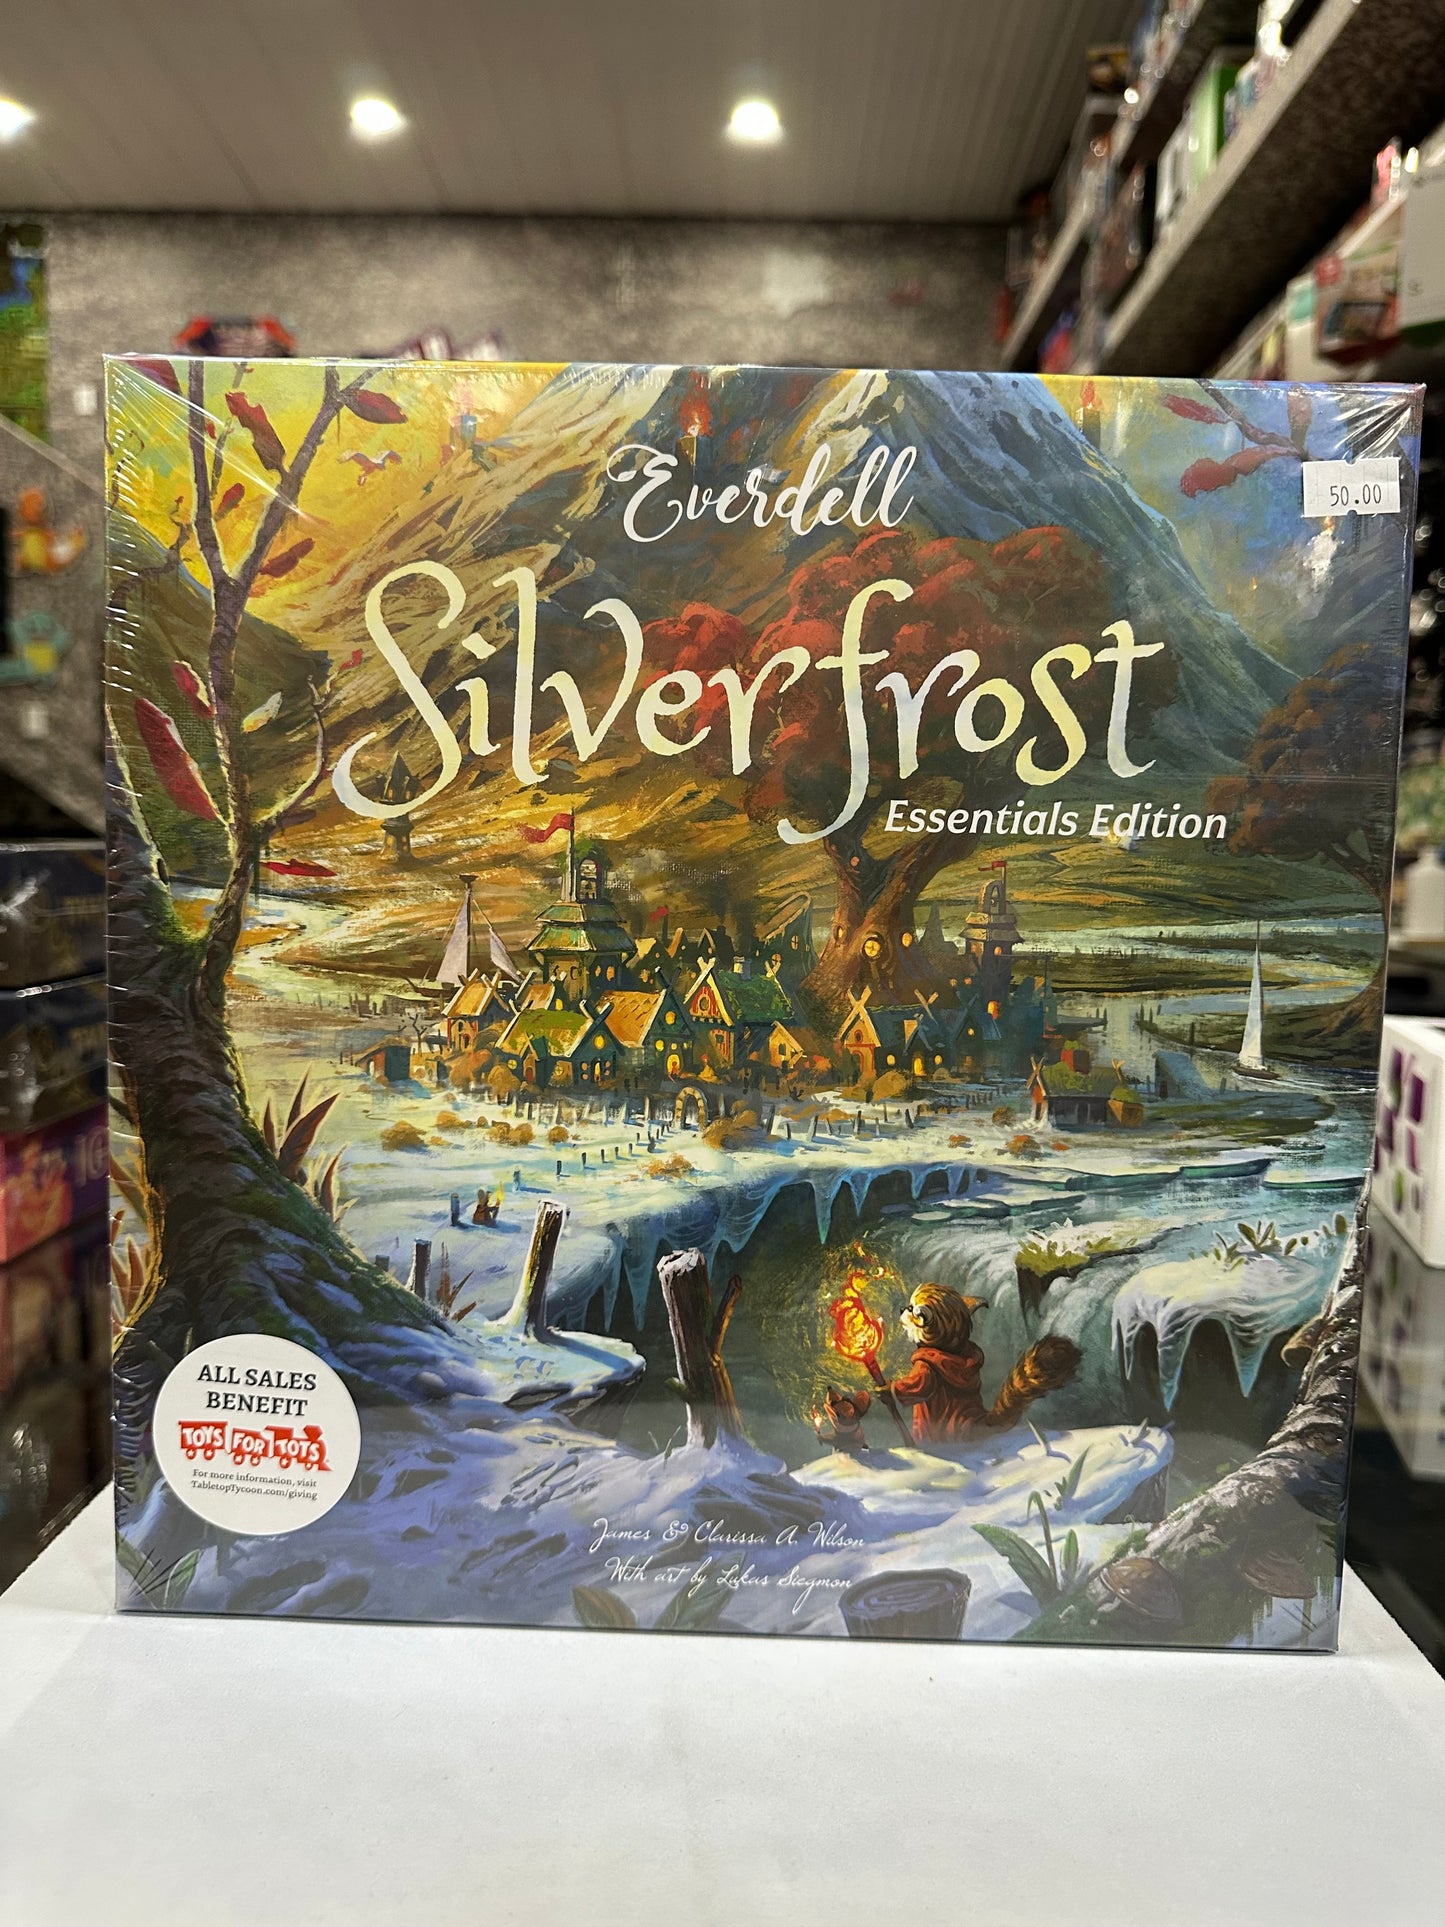 Everdell
50.00
Silverfrost
Essentials Edition
ALL SALES
BENEFIT
TOYS FOR TOTS
For more information, visit
TabletopTycoon.com/giving
James & Clarissa A. Wilson
With art by Lukas Siegmon